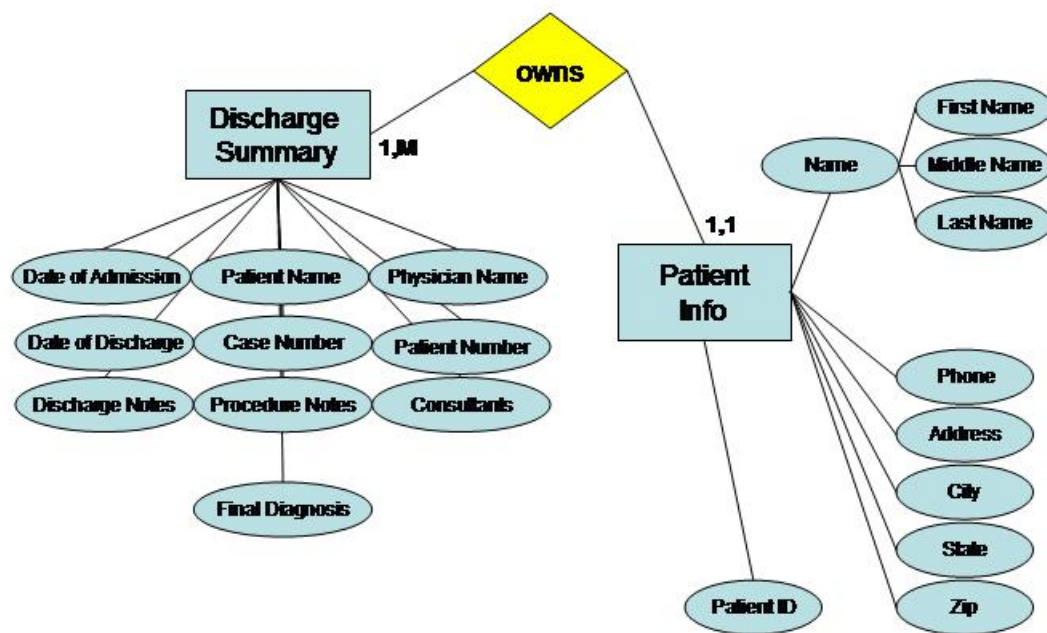 owns
Discharge
Summary
1,M
First Name
Name
Middle Name
Last Name
1,1
Patient
Info
Date of Admission
Patient Name
Physician Name
Date of Discharge
Case Number
Patient Number
Discharge Notes
Procedure Notes
Consultants
Final Diagnosis
Phone
Address
City
State
Zip
Patient ID